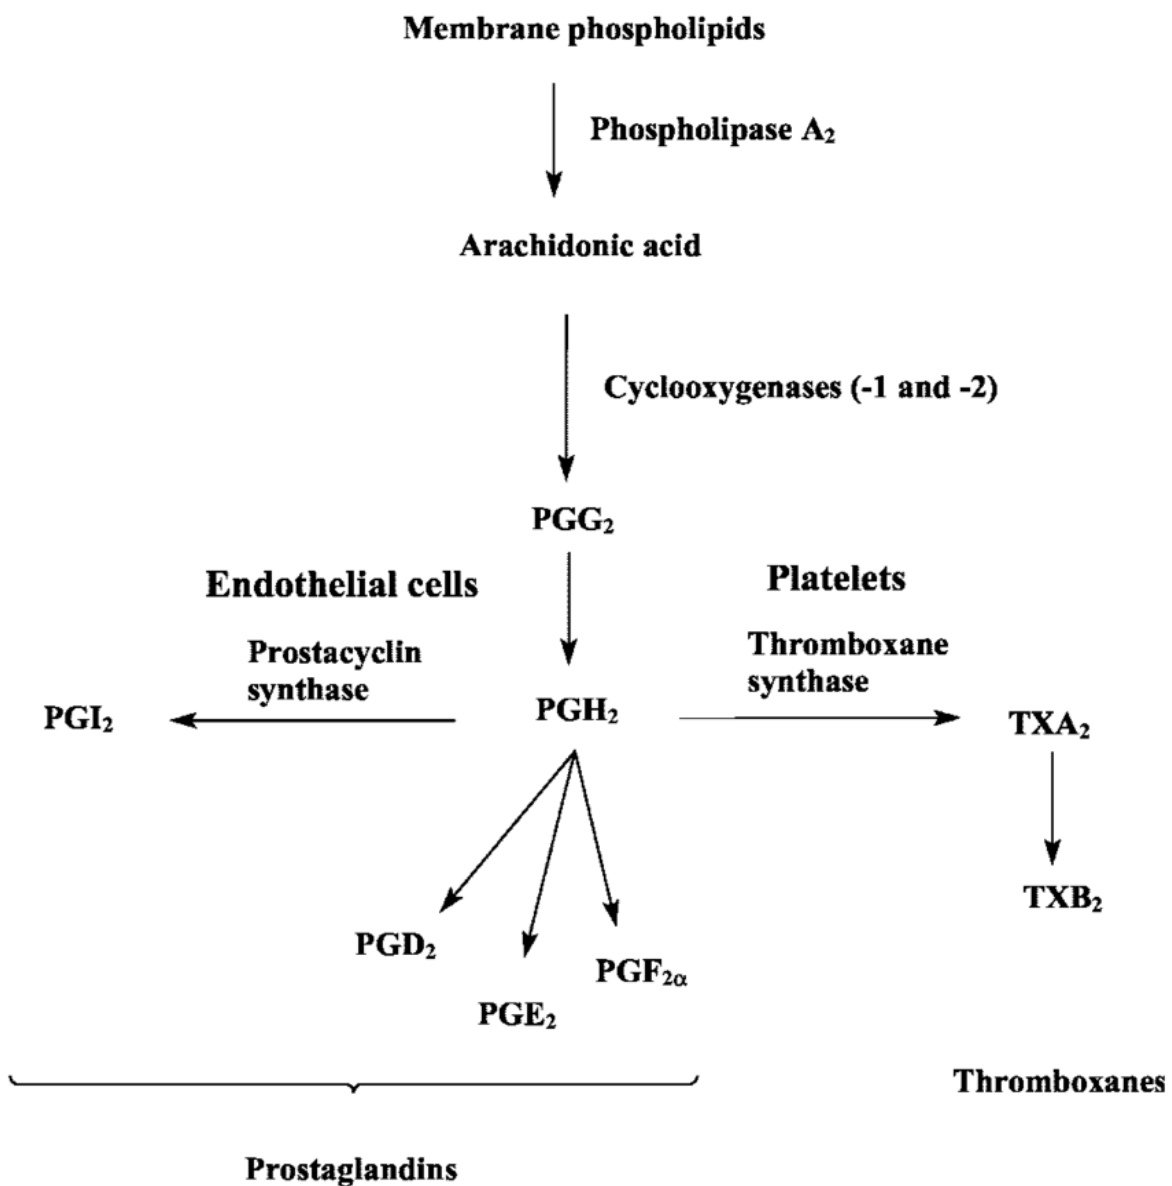 Membrane phospholipids
Phospholipase A₂
Arachidonic acid
Cyclooxygenases (-1 and -2)
PGG₂
Endothelial cells
Platelets
Prostacyclin
synthase
Thromboxane
synthase
PGI₂
PGH₂
TXA₂
TXB₂
PGD₂
PGF₂α
PGE₂
Thromboxanes
Prostaglandins